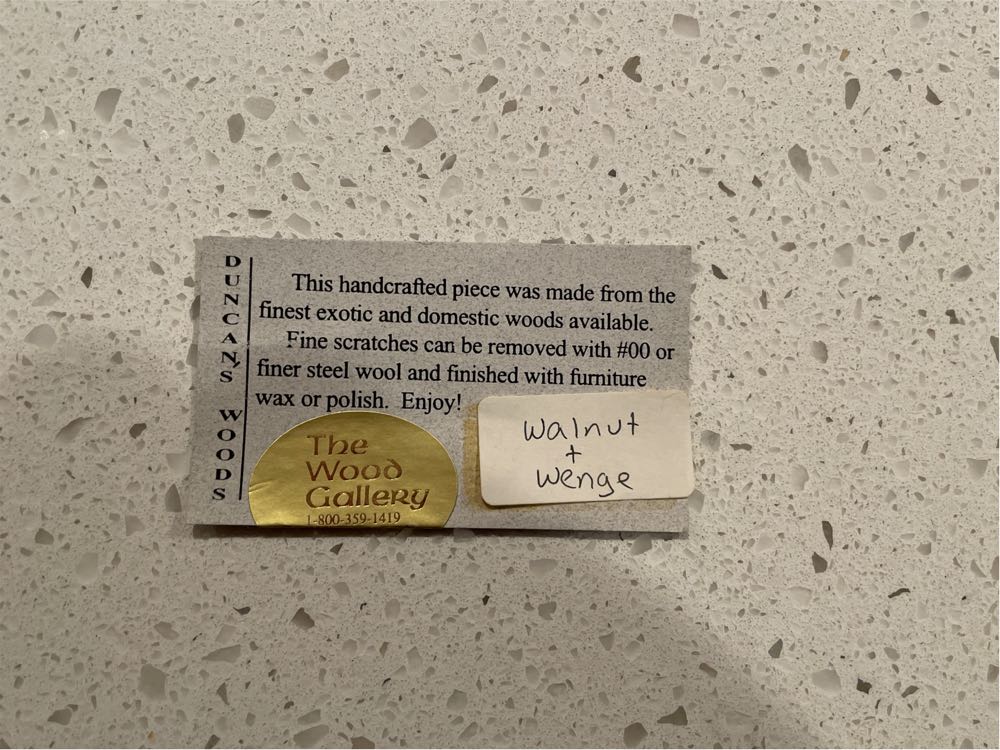 DUNCAN'S WOODS
This handcrafted piece was made from the
finest exotic and domestic woods available.
Fine scratches can be removed with #00 or
finer steel wool and finished with furniture
wax or polish. Enjoy!
The
Wood
Gallery
1-800-359-1419
Walnut
+
Wenge